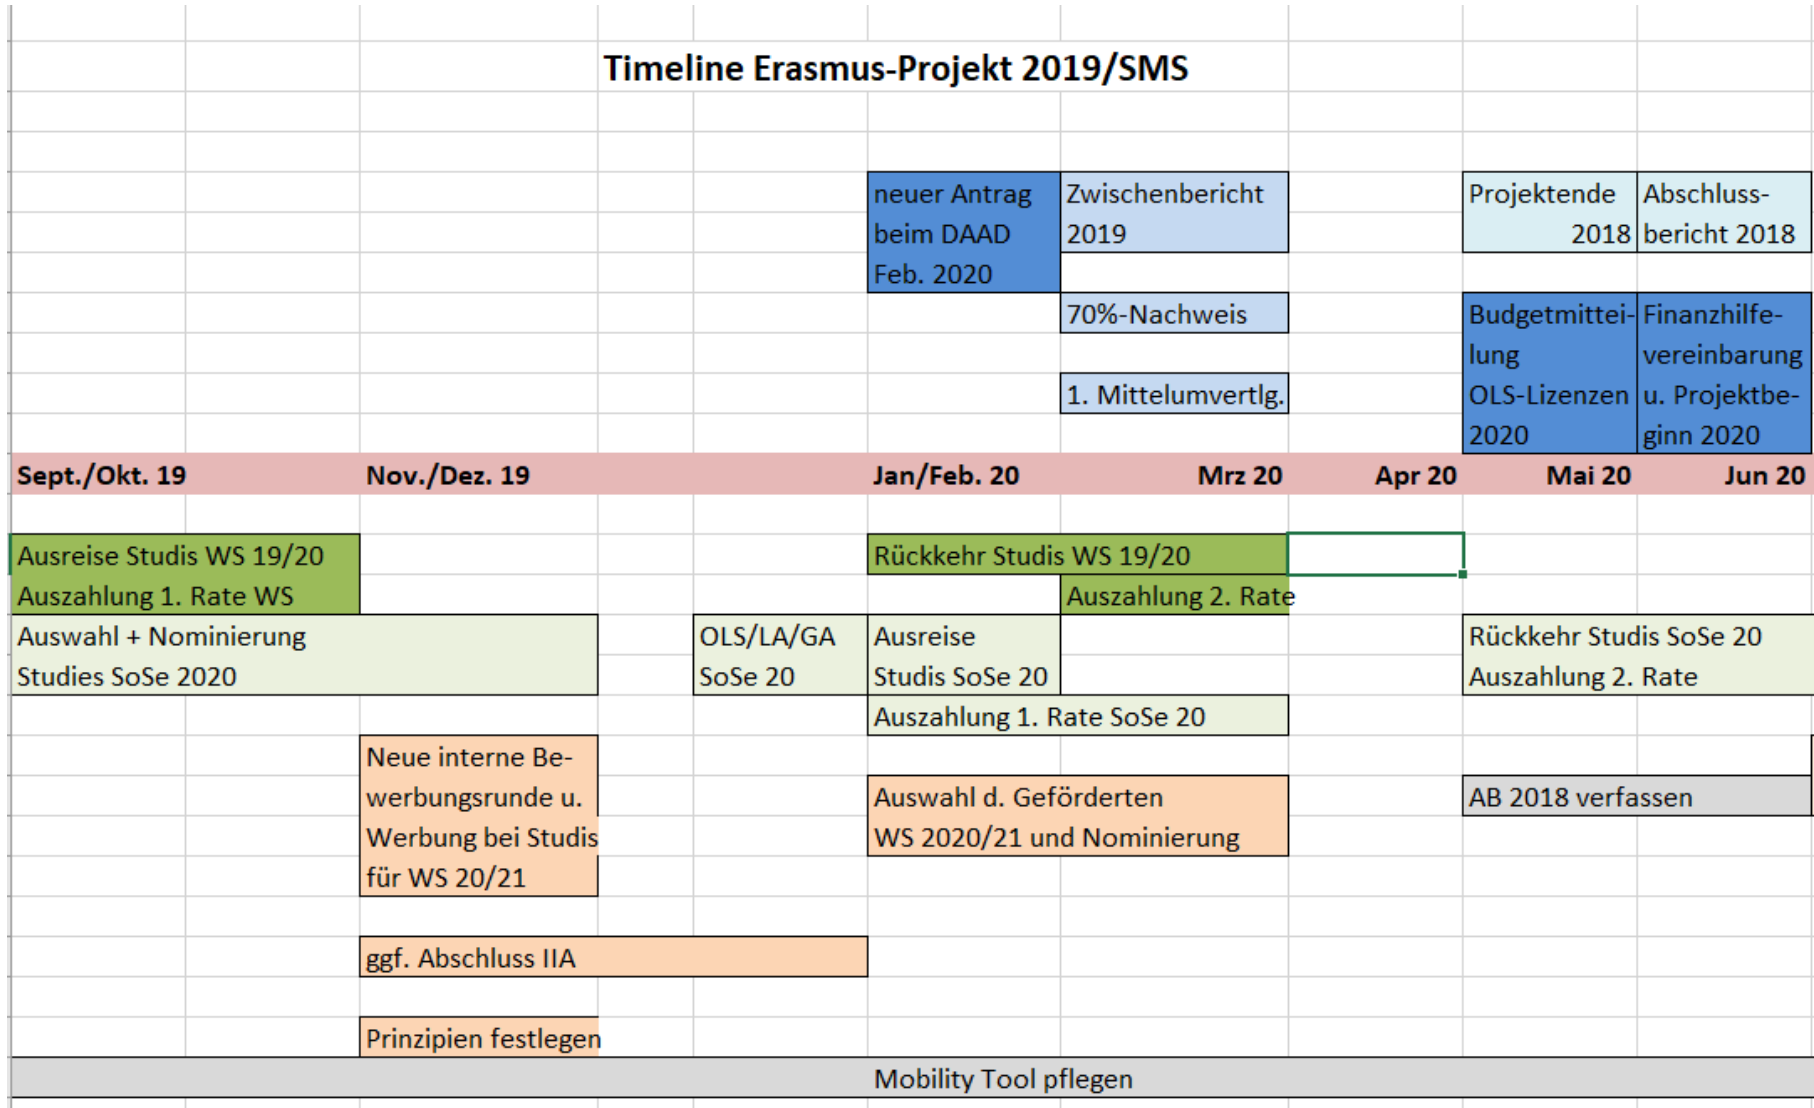 Timeline Erasmus-Projekt 2019/SMS
neuer Antrag
beim DAAD
Feb. 2020
Zwischenbericht
2019
Projektende
2018
Abschluss-
bericht 2018
70%-Nachweis
1. Mittelumvertlg.
Budgetmittei-
lung
OLS-Lizenzen
2020
Finanzhilfe-
vereinbarung
u. Projektbe-
ginn 2020
Sept./Okt. 19 Nov./Dez. 19 Jan/Feb. 20 Mrz 20 Apr 20 Mai 20 Jun 20
Ausreise Studis WS 19/20
Auszahlung 1. Rate WS
Rückkehr Studis WS 19/20
Auszahlung 2. Rate
Auswahl + Nominierung
Studies SoSe 2020
OLS/LA/GA
SoSe 20
Ausreise
Studis SoSe 20
Rückkehr Studis SoSe 20
Auszahlung 2. Rate
Auszahlung 1. Rate SoSe 20
Neue interne Be-
werbungsrunde u.
Werbung bei Studis
für WS 20/21
Auswahl d. Geförderten
WS 2020/21 und Nominierung
AB 2018 verfassen
ggf. Abschluss IIA
Prinzipien festlegen
Mobility Tool pflegen